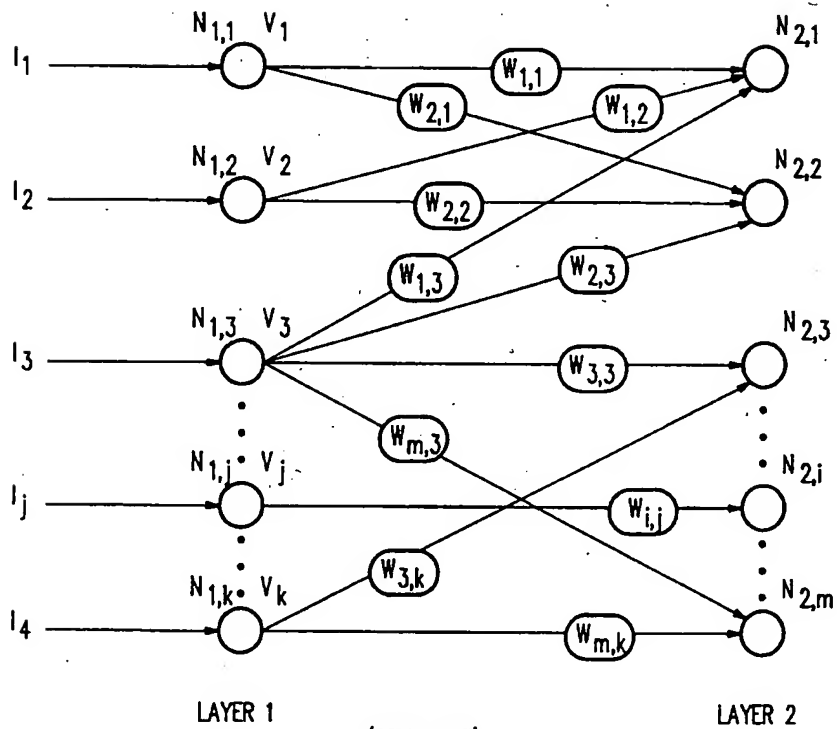 N1,1 V1 N2,1
I1 W1,1
W2,1 W1,2
N1,2 V2 N2,2
I2 W2,2
W1,3 W2,3
N1,3 V3 N2,3
I3 W3,3
Wm,3
N1,j Vj N2,i
Ij Wi,j
W3,k
N1,k Vk N2,m
I4 Wm,k
LAYER 1 LAYER 2